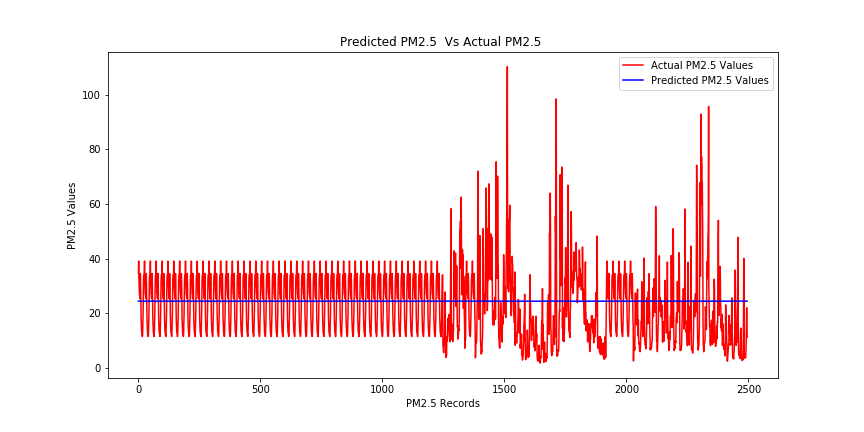 Predicted PM2.5  Vs Actual PM2.5
Actual PM2.5 Values
Predicted PM2.5 Values
100
80
60
40
20
0
PM2.5 Values
0
500
1000
1500
2000
2500
PM2.5 Records